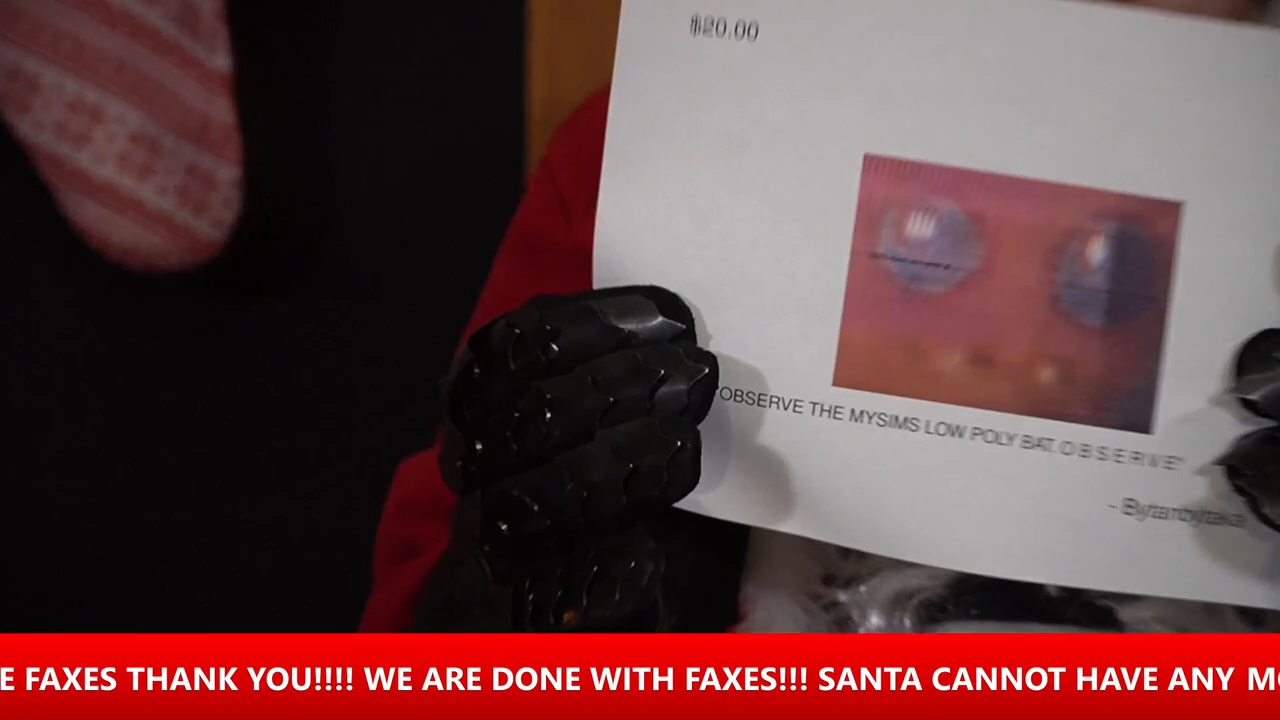 $20.00
OBSERVE THE MYSIMS LOW POLY BAT. O B S E R V E"
E FAXES THANK YOU!!!! WE ARE DONE WITH FAXES!!! SANTA CANNOT HAVE ANY MO